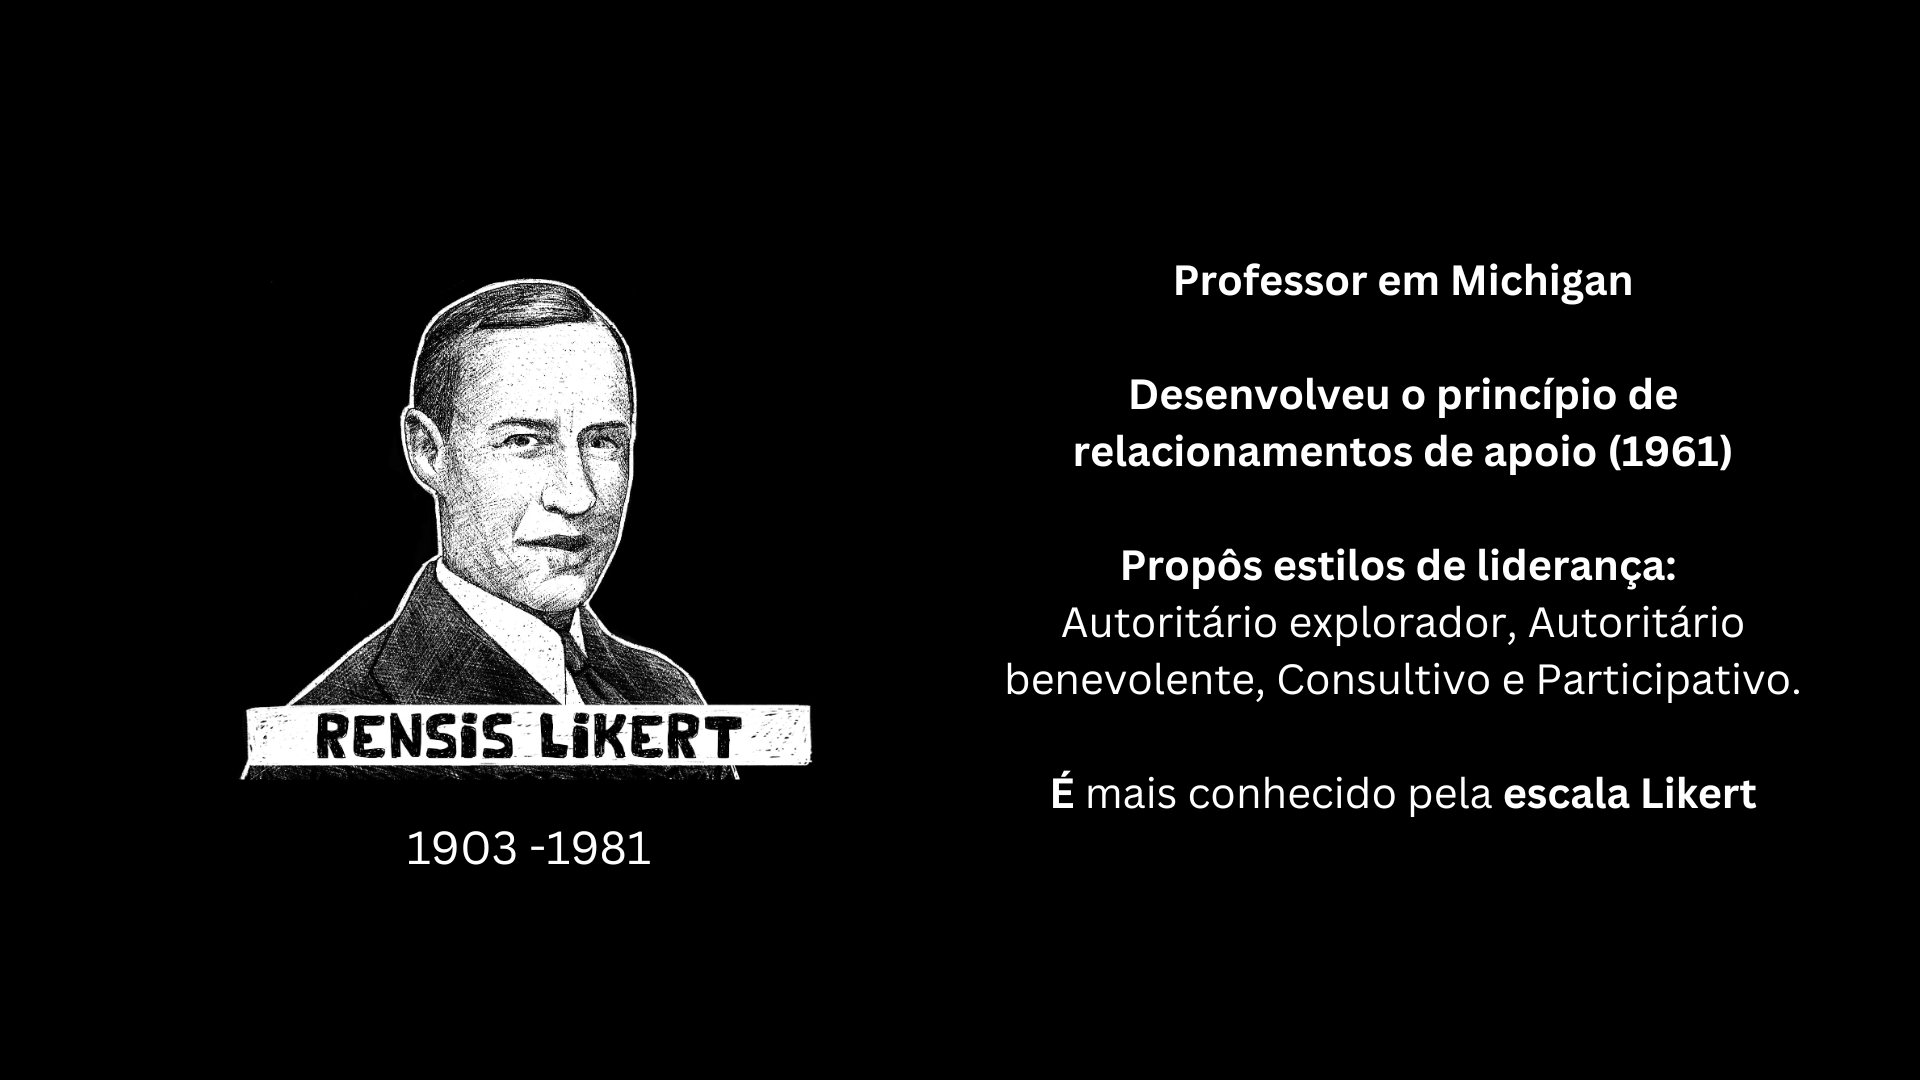 RENSIS LIKERT
1903 -1981
Professor em Michigan
Desenvolveu o princípio de
relacionamentos de apoio (1961)
Propôs estilos de liderança:
Autoritário explorador, Autoritário
benevolente, Consultivo e Participativo.
É mais conhecido pela escala Likert